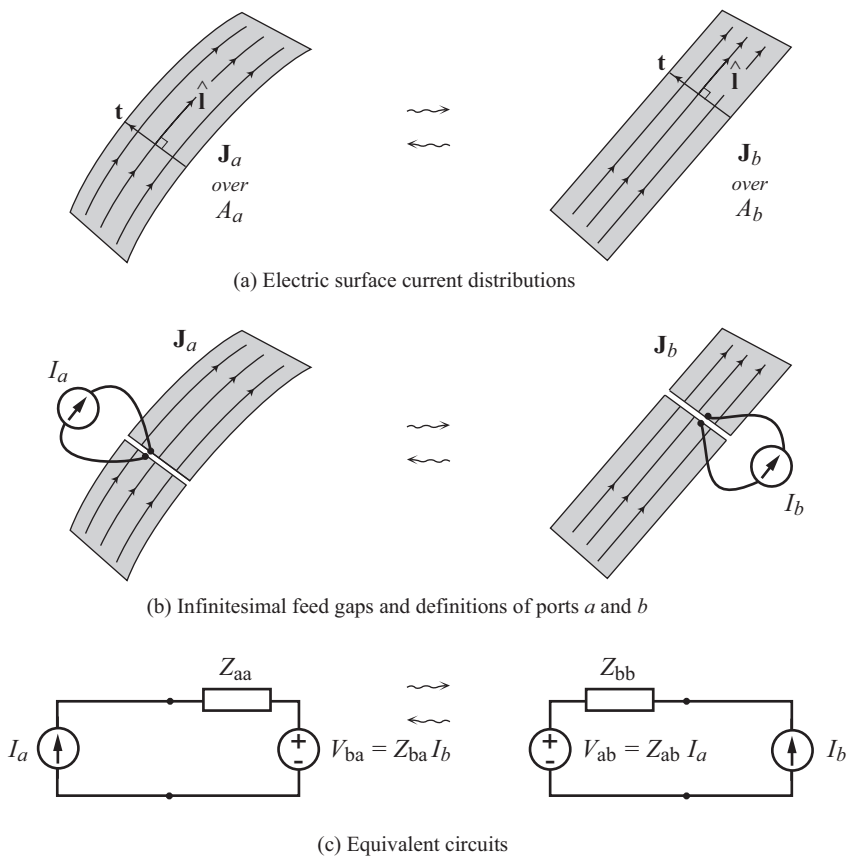 t
l̂
J_a
over
A_a
t
l̂
J_b
over
A_b
(a) Electric surface current distributions
J_a
I_a
J_b
I_b
(b) Infinitesimal feed gaps and definitions of ports a and b
Z_aa
I_a
+
-
V_ba = Z_ba I_b
Z_bb
+
-
V_ab = Z_ab I_a
I_b
(c) Equivalent circuits